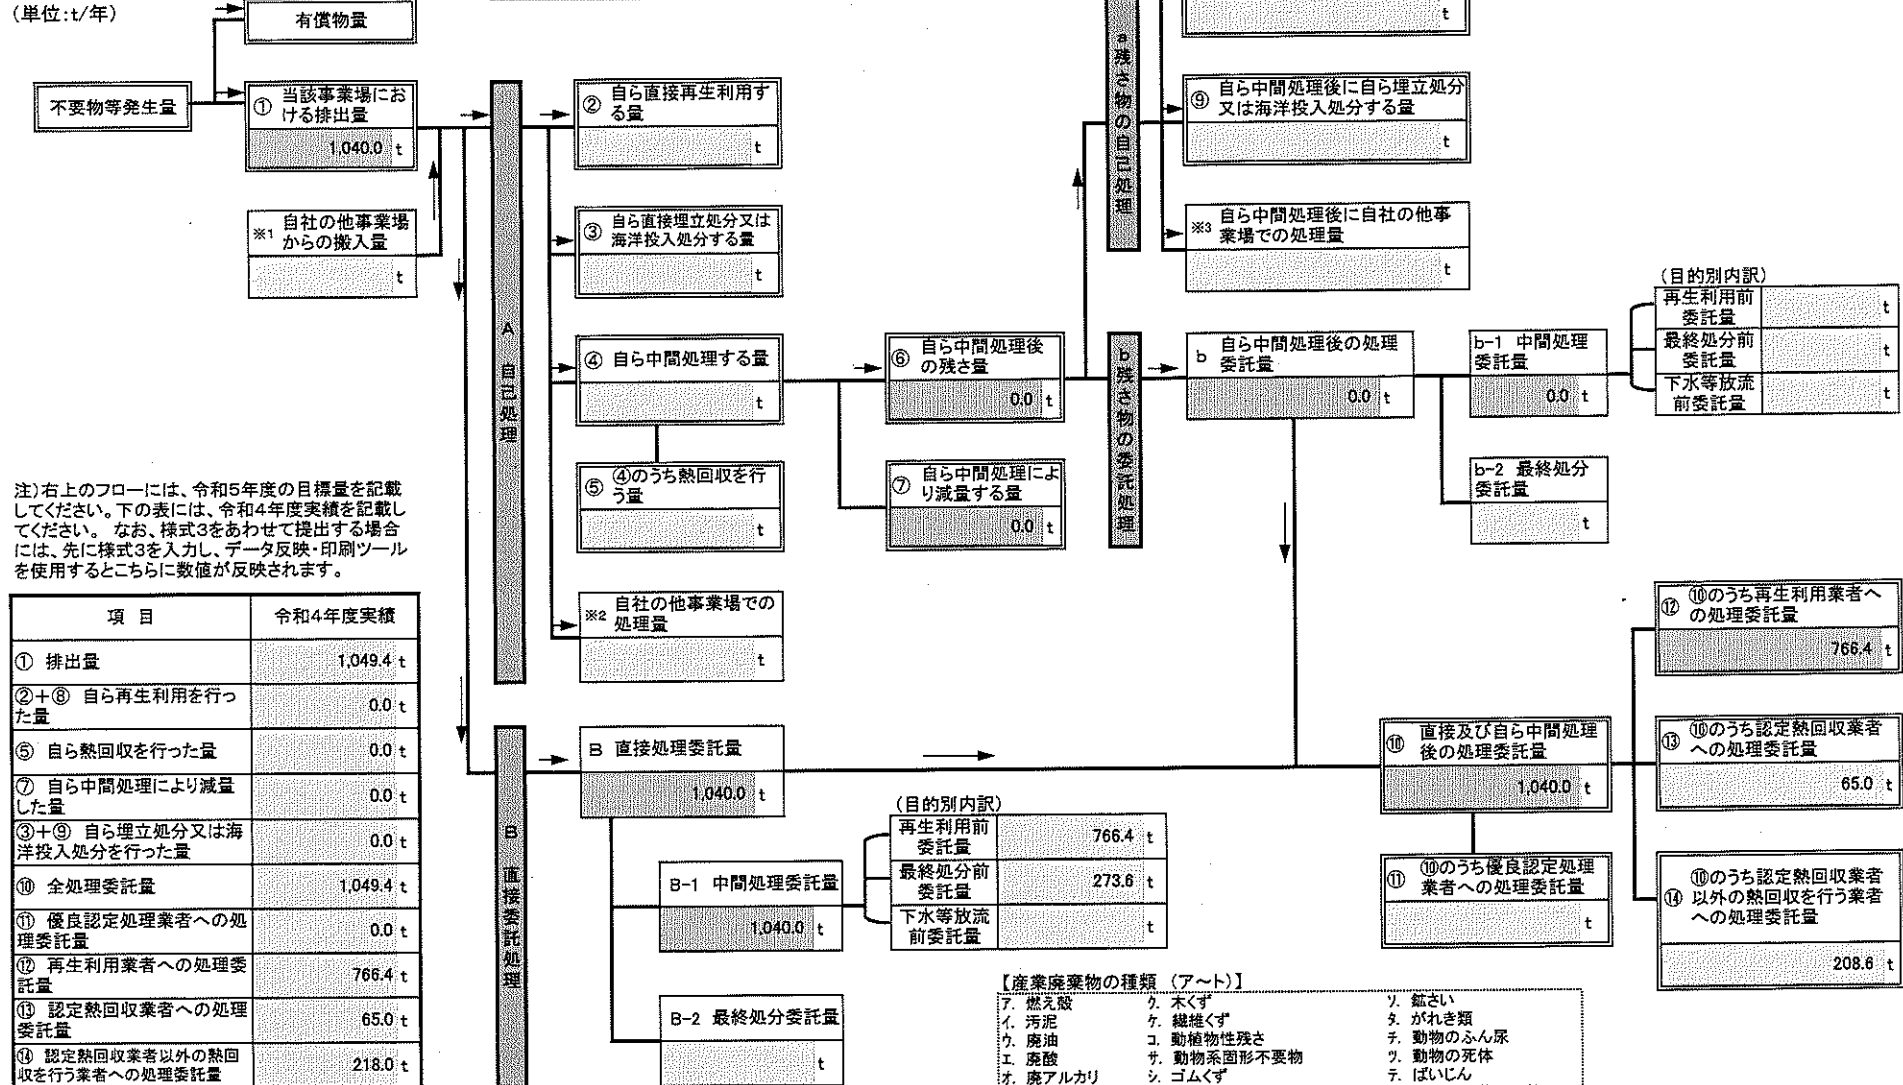 (単位:t/年)
有償物量
不要物等発生量
① 当該事業場にお
ける排出量
1,040.0 t
※1 自社の他事業場
からの搬入量
t
A 自己処理
② 自ら直接再生利用す
る量
t
③ 自ら直接埋立処分又は
海洋投入処分する量
t
④ 自ら中間処理する量
t
⑤ ④のうち熱回収を行
う量
t
※2 自社の他事業場での
処理量
t
⑥ 自ら中間処理後
の残さ量
0.0 t
⑦ 自ら中間処理によ
り減量する量
0.0 t
a 残さ物の自己処理
t
⑨ 自ら中間処理後に自ら埋立処分
又は海洋投入処分する量
t
※3 自ら中間処理後に自社の他事
業場での処理量
t
b 残さ物の委託処理
b 自ら中間処理後の処理
委託量
0.0 t
b-1 中間処理
委託量
0.0 t
(目的別内訳)
再生利用前
委託量
t
最終処分前
委託量
t
下水等放流
前委託量
t
b-2 最終処分
委託量
t
注)右上のフローには、令和5年度の目標量を記載
してください。下の表には、令和4年度実績を記載し
てください。 なお、様式3をあわせて提出する場合
には、先に様式3を入力し、データ反映・印刷ツール
を使用するとこちらに数値が反映されます。
項 目 令和4年度実績
① 排出量 1,049.4 t
②+⑧ 自ら再生利用を行っ
た量 0.0 t
⑤ 自ら熱回収を行った量 0.0 t
⑦ 自ら中間処理により減量
した量 0.0 t
③+⑨ 自ら埋立処分又は海
洋投入処分を行った量 0.0 t
⑩ 全処理委託量 1,049.4 t
⑪ 優良認定処理業者への処
理委託量 0.0 t
⑫ 再生利用業者への処理委
託量 766.4 t
⑬ 認定熱回収業者への処理
委託量 65.0 t
⑭ 認定熱回収業者以外の熱回
収を行う業者への処理委託量 218.0 t
B 直接委託処理
B 直接処理委託量
1,040.0 t
B-1 中間処理委託量
1,040.0 t
(目的別内訳)
再生利用前
委託量
766.4 t
最終処分前
委託量
273.6 t
下水等放流
前委託量
t
B-2 最終処分委託量
t
⑩ 直接及び自ら中間処理
後の処理委託量
1,040.0 t
⑪ ⑩のうち優良認定処理
業者への処理委託量
t
⑫ ⑩のうち再生利用業者へ
の処理委託量
766.4 t
⑬ ⑩のうち認定熱回収業者
への処理委託量
65.0 t
⑭ ⑩のうち認定熱回収業者
以外の熱回収を行う業者
への処理委託量
208.6 t
【産業廃棄物の種類 (ア～ト)】
ア. 燃え殻 ク. 木くず ソ. 鉱さい
イ. 汚泥 ケ. 繊維くず タ. がれき類
ウ. 廃油 コ. 動植物性残さ チ. 動物のふん尿
エ. 廃酸 サ. 動物系固形不要物 ツ. 動物の死体
オ. 廃アルカリ シ. ゴムくず テ. ばいじん